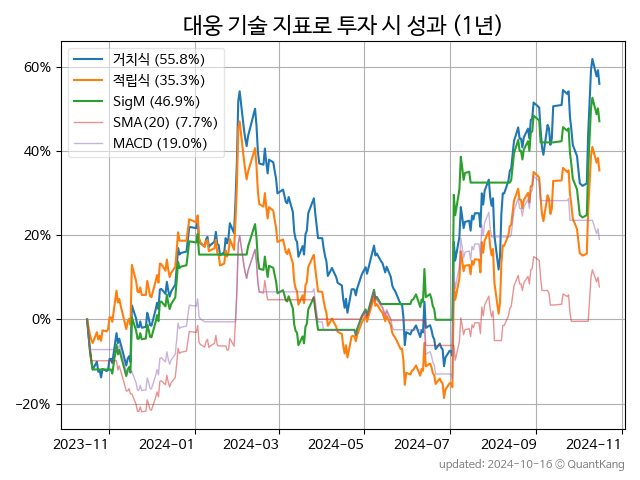 대웅 기술 지표로 투자 시 성과 (1년)
거치식 (55.8%)
적립식 (35.3%)
SigM (46.9%)
SMA(20) (7.7%)
MACD (19.0%)
60%
40%
20%
0%
−20%
2023-11
2024-01
2024-03
2024-05
2024-07
2024-09
2024-11
updated: 2024-10-16 © QuantKang